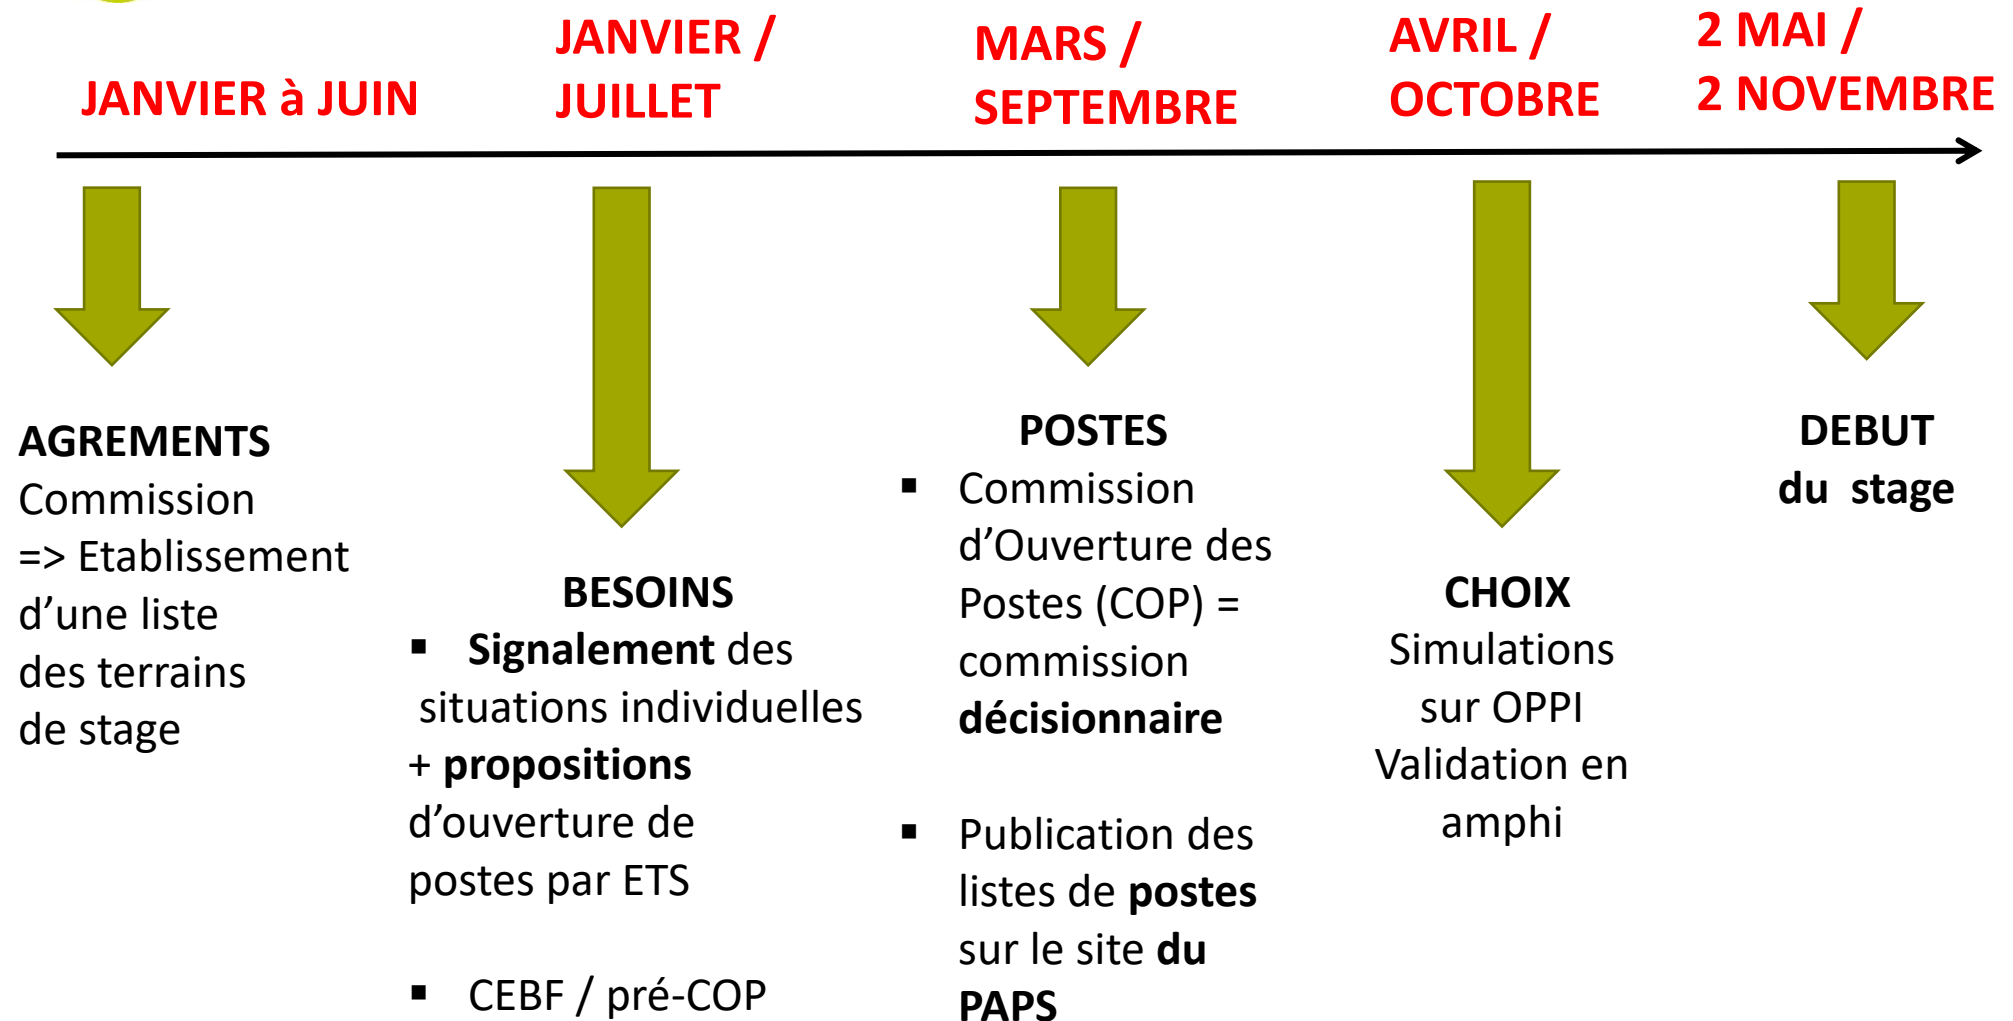 JANVIER à JUIN
JANVIER /
JUILLET
MARS /
SEPTEMBRE
AVRIL /
OCTOBRE
2 MAI /
2 NOVEMBRE
AGREMENTS
Commission
=> Etablissement
d’une liste
des terrains
de stage
BESOINS
▪ Signalement des
situations individuelles
+ propositions
d’ouverture de
postes par ETS
▪ CEBF / pré-COP
POSTES
▪ Commission
d’Ouverture des
Postes (COP) =
commission
décisionnaire
▪ Publication des
listes de postes
sur le site du
PAPS
CHOIX
Simulations
sur OPPI
Validation en
amphi
DEBUT
du stage